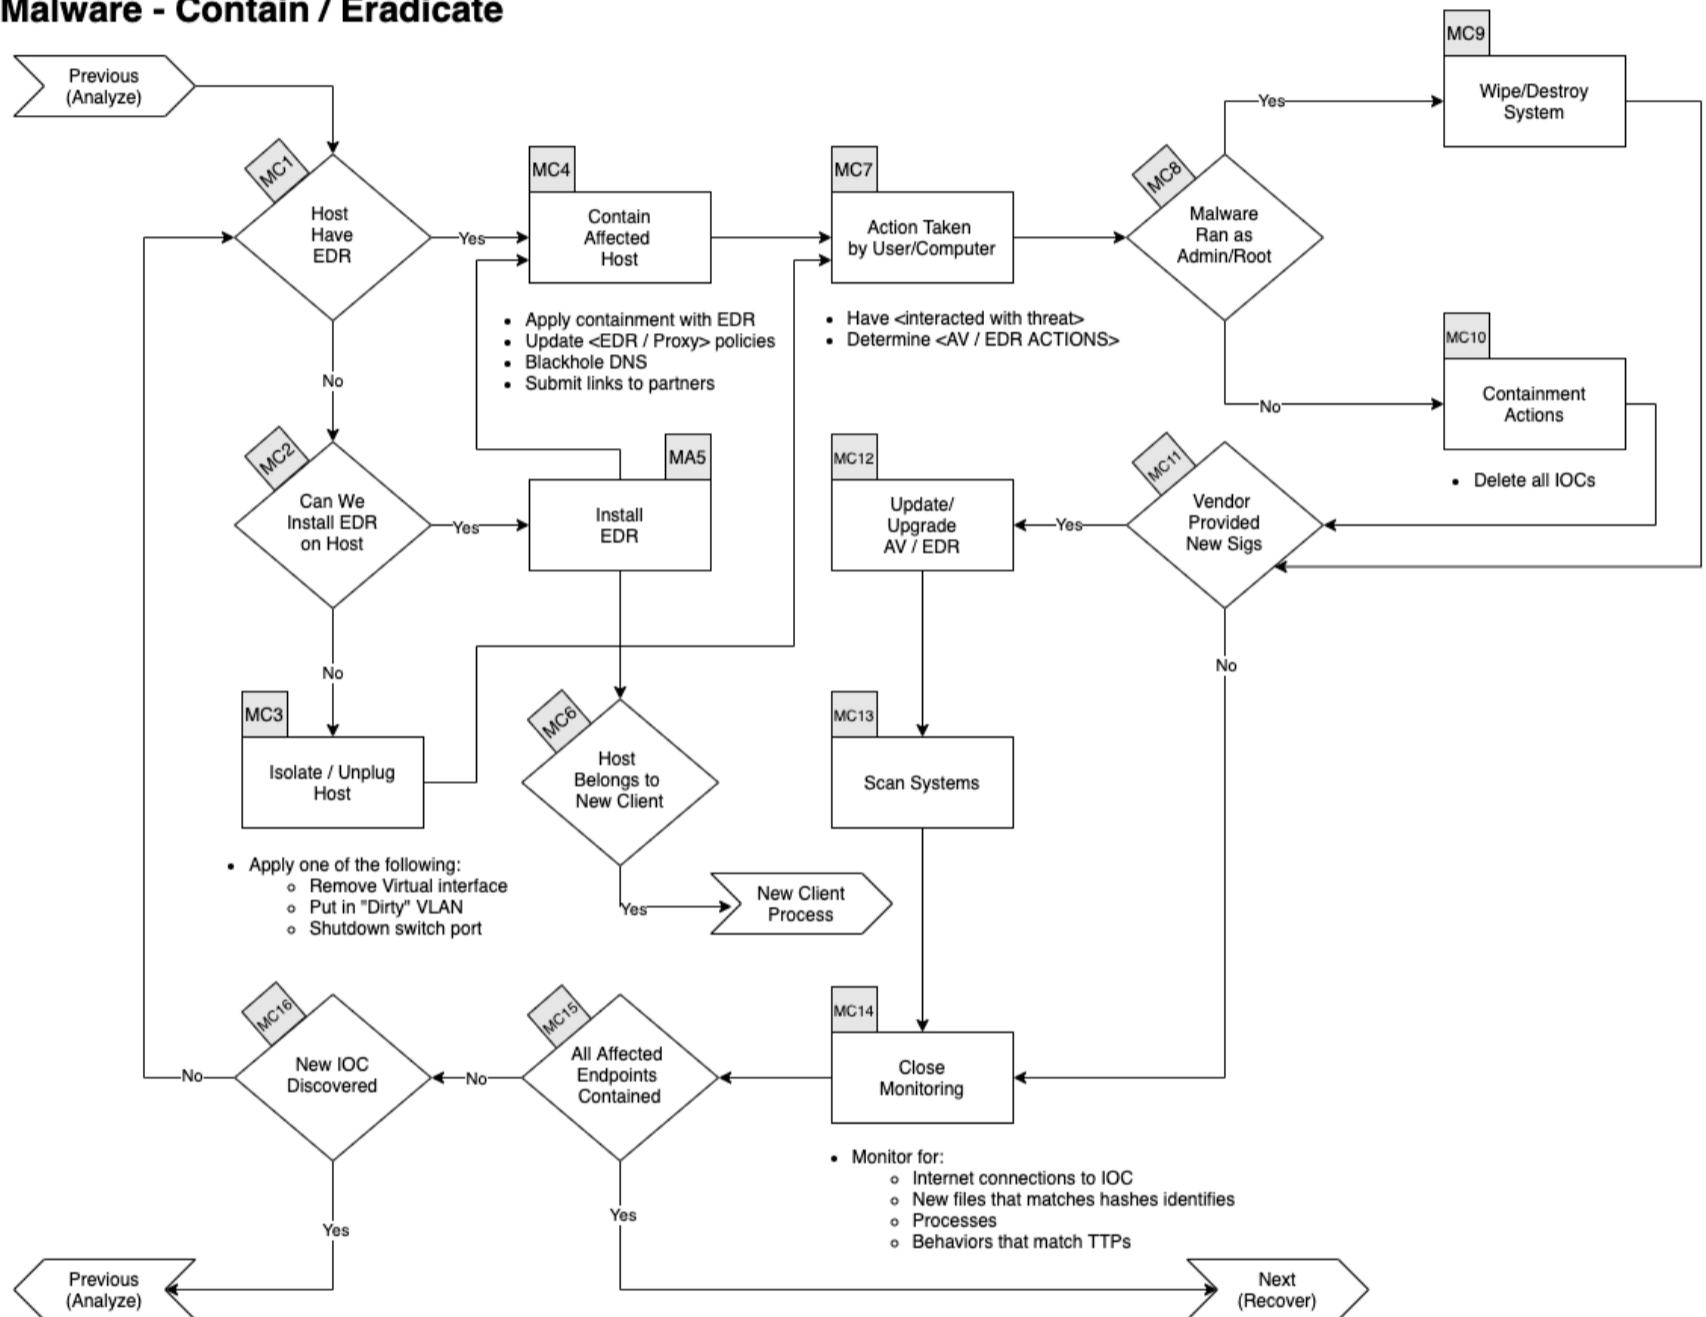 Malware - Contain / Eradicate
Previous
(Analyze)
MC1
Host
Have
EDR
Yes
No
MC4
Contain
Affected
Host
• Apply containment with EDR
• Update <EDR / Proxy> policies
• Blackhole DNS
• Submit links to partners
MC7
Action Taken
by User/Computer
• Have <interacted with threat>
• Determine <AV / EDR ACTIONS>
MC8
Malware
Ran as
Admin/Root
Yes
No
MC9
Wipe/Destroy
System
MC10
Containment
Actions
• Delete all IOCs
MC2
Can We
Install EDR
on Host
Yes
No
MA5
Install
EDR
MC12
Update/
Upgrade
AV / EDR
Yes
MC11
Vendor
Provided
New Sigs
No
MC3
Isolate / Unplug
Host
• Apply one of the following:
○ Remove Virtual interface
○ Put in "Dirty" VLAN
○ Shutdown switch port
MC6
Host
Belongs to
New Client
Yes
New Client
Process
MC13
Scan Systems
MC16
New IOC
Discovered
No
Yes
MC15
All Affected
Endpoints
Contained
No
Yes
MC14
Close
Monitoring
• Monitor for:
○ Internet connections to IOC
○ New files that matches hashes identifies
○ Processes
○ Behaviors that match TTPs
Previous
(Analyze)
Next
(Recover)